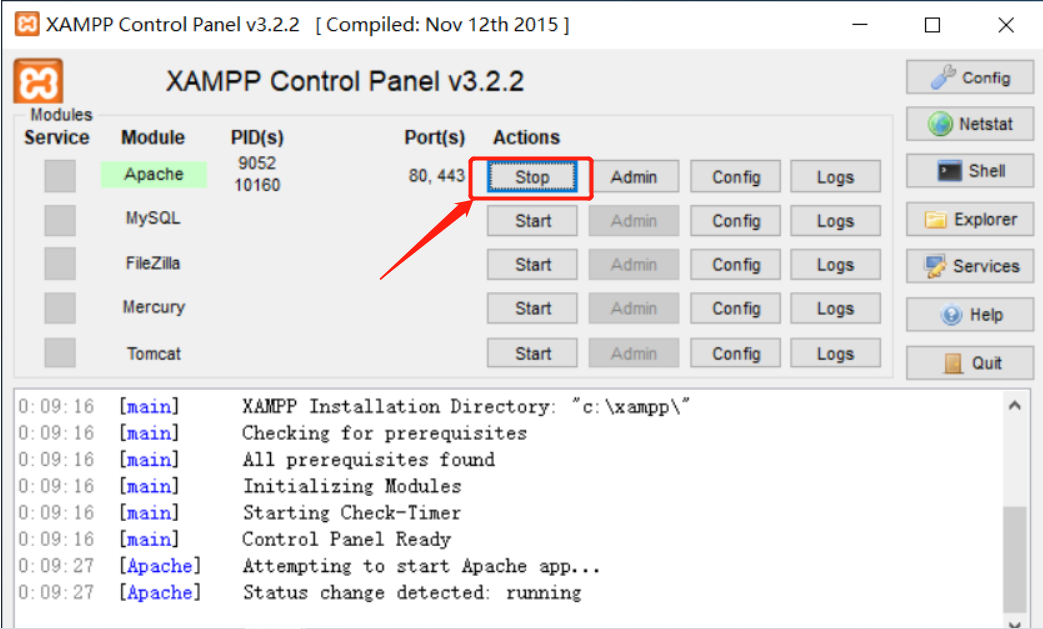 XAMPP Control Panel v3.2.2 [ Compiled: Nov 12th 2015 ]
XAMPP Control Panel v3.2.2
Config
Modules
Service Module PID(s) Port(s) Actions
Netstat
Apache 9052 10160 80, 443 Stop Admin Config Logs
Shell
MySQL Start Admin Config Logs
Explorer
FileZilla Start Admin Config Logs
Services
Mercury Start Admin Config Logs
Help
Tomcat Start Admin Config Logs
Quit
0:09:16 [main] XAMPP Installation Directory: "c:\xampp\"
0:09:16 [main] Checking for prerequisites
0:09:16 [main] All prerequisites found
0:09:16 [main] Initializing Modules
0:09:16 [main] Starting Check-Timer
0:09:16 [main] Control Panel Ready
0:09:27 [Apache] Attempting to start Apache app...
0:09:27 [Apache] Status change detected: running